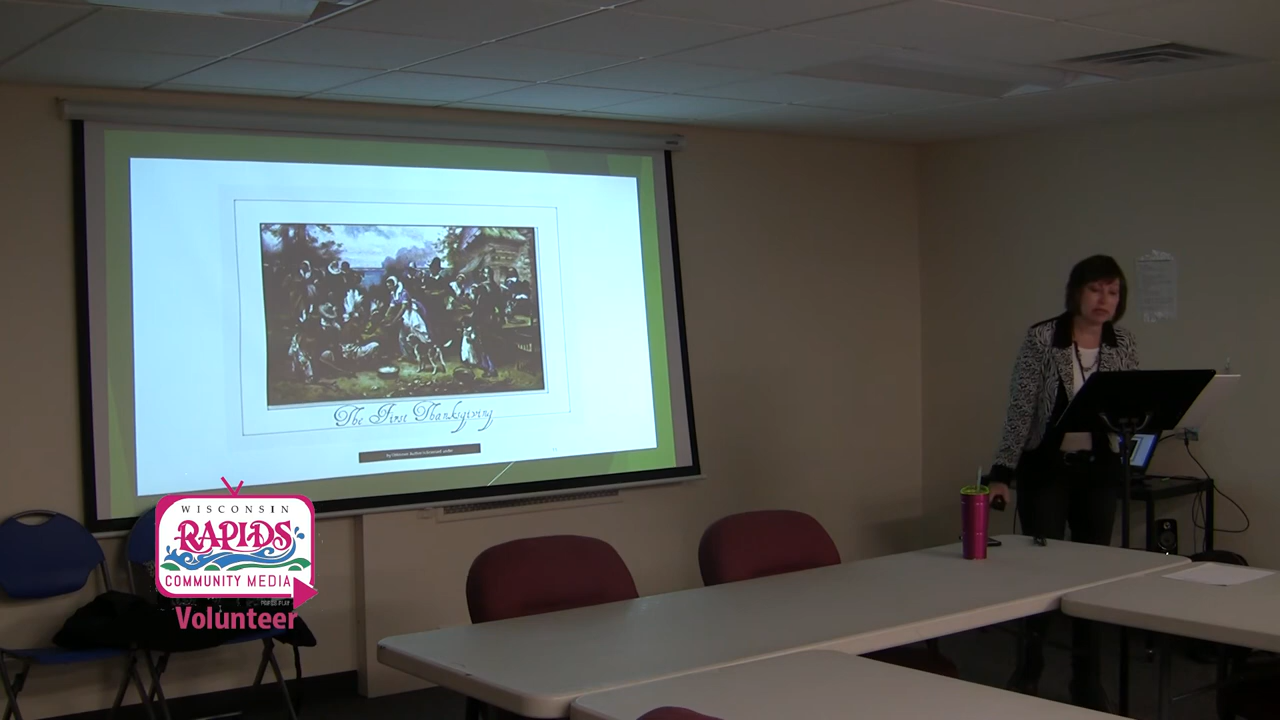 The First Thanksgiving
WISCONSIN
RAPIDS
COMMUNITY MEDIA
Volunteer